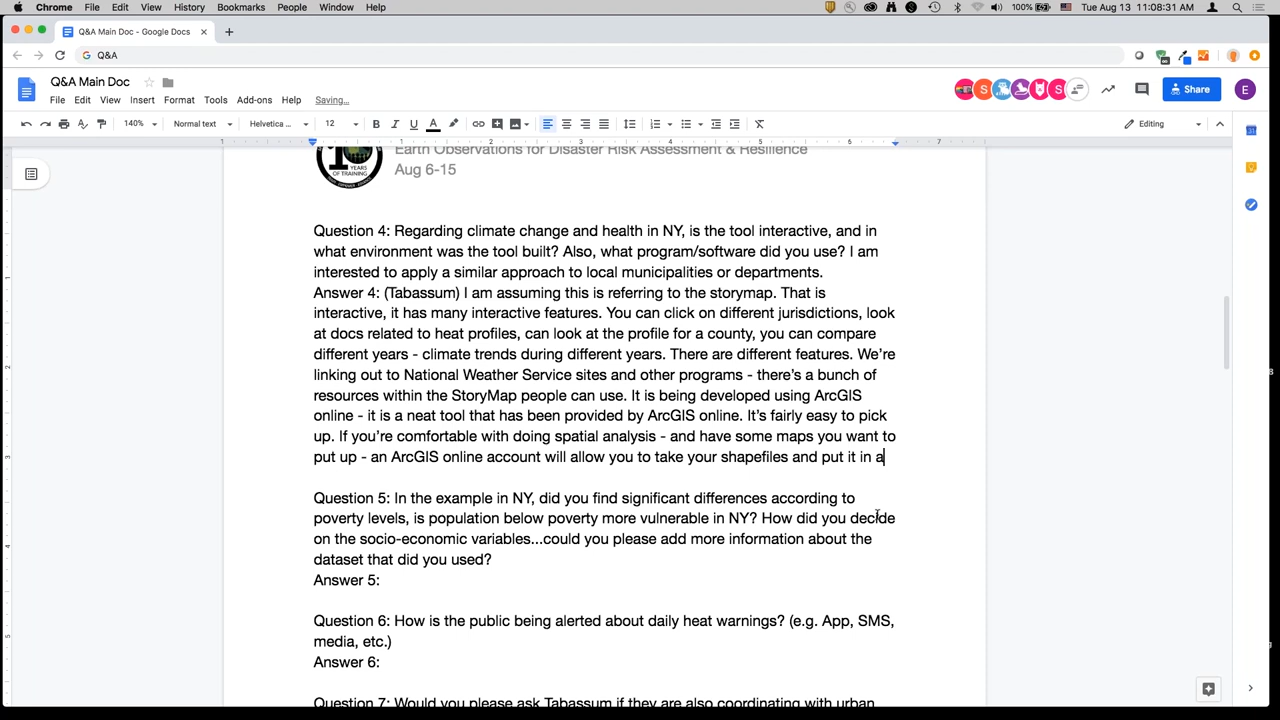 Chrome File Edit View History Bookmarks People Window Help 100% Tue Aug 13 11:08:31 AM
Q&A Main Doc - Google Docs
Q&A
Q&A Main Doc
File Edit View Insert Format Tools Add-ons Help Saving...
Share
E
140% Normal text Helvetica ... 12 B I U A Editing
1 1 2 3 4 5 6 7
YEARS OF TRAINING
Earth Observations for Disaster Risk Assessment & Resilience
Aug 6-15
Question 4: Regarding climate change and health in NY, is the tool interactive, and in
what environment was the tool built? Also, what program/software did you use? I am
interested to apply a similar approach to local municipalities or departments.
Answer 4: (Tabassum) I am assuming this is referring to the storymap. That is
interactive, it has many interactive features. You can click on different jurisdictions, look
at docs related to heat profiles, can look at the profile for a county, you can compare
different years - climate trends during different years. There are different features. We're
linking out to National Weather Service sites and other programs - there's a bunch of
resources within the StoryMap people can use. It is being developed using ArcGIS
online - it is a neat tool that has been provided by ArcGIS online. It's fairly easy to pick
up. If you're comfortable with doing spatial analysis - and have some maps you want to
put up - an ArcGIS online account will allow you to take your shapefiles and put it in a
Question 5: In the example in NY, did you find significant differences according to
poverty levels, is population below poverty more vulnerable in NY? How did you decide
on the socio-economic variables...could you please add more information about the
dataset that did you used?
Answer 5:
Question 6: How is the public being alerted about daily heat warnings? (e.g. App, SMS,
media, etc.)
Answer 6:
Question 7: Would you please ask Tabassum if they are also coordinating with urban